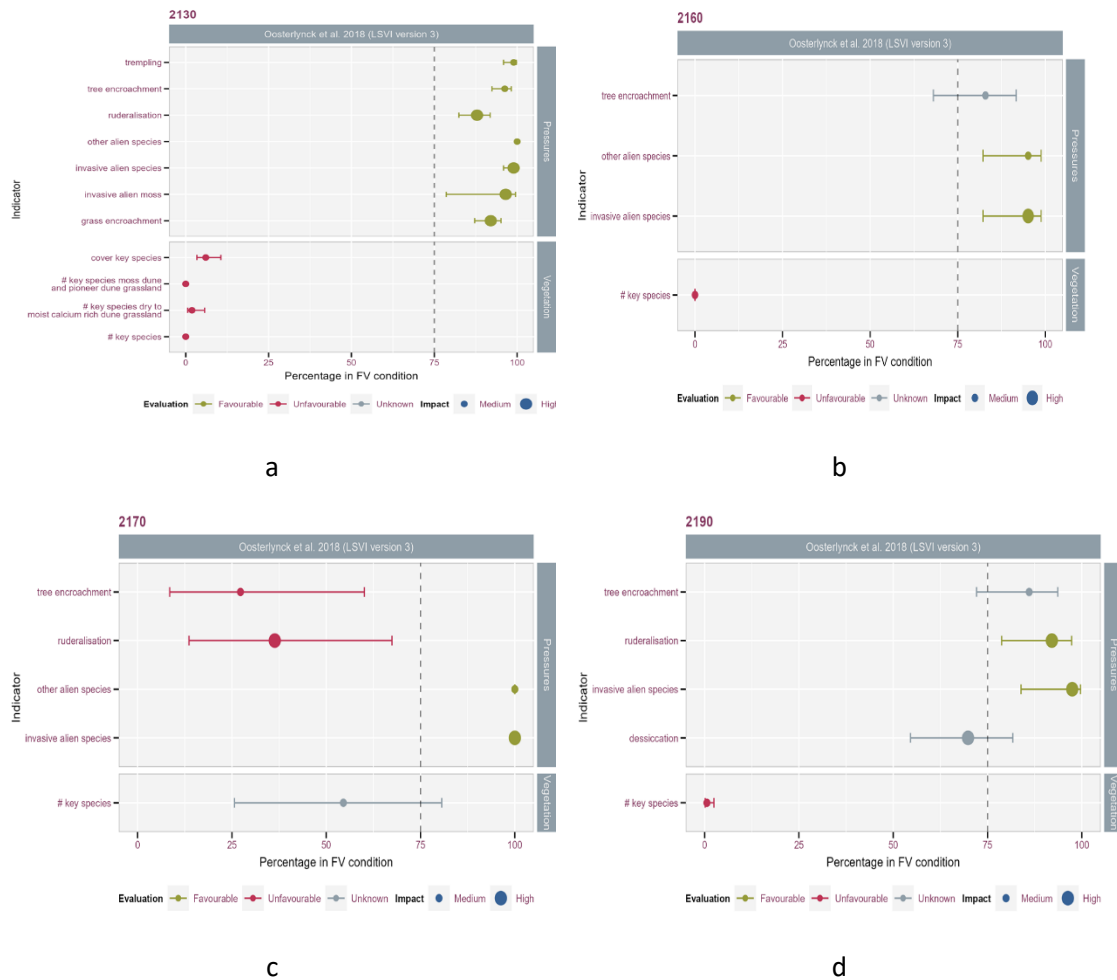 2130
Oosterlynck et al. 2018 (LSVI version 3)
Indicator
trempling
tree encroachment
ruderalisation
other alien species
invasive alien species
invasive alien moss
grass encroachment
Pressures
cover key species
# key species moss dune
and pioneer dune grassland
# key species dry to
moist calcium rich dune grassland
# key species
Vegetation
0 25 50 75 100
Percentage in FV condition
Evaluation Favourable Unfavourable Unknown Impact Medium High
a
2160
Oosterlynck et al. 2018 (LSVI version 3)
Indicator
tree encroachment
other alien species
invasive alien species
Pressures
# key species
Vegetation
0 25 50 75 100
Percentage in FV condition
Evaluation Favourable Unfavourable Unknown Impact Medium High
b
2170
Oosterlynck et al. 2018 (LSVI version 3)
Indicator
tree encroachment
ruderalisation
other alien species
invasive alien species
Pressures
# key species
Vegetation
0 25 50 75 100
Percentage in FV condition
Evaluation Favourable Unfavourable Unknown Impact Medium High
c
2190
Oosterlynck et al. 2018 (LSVI version 3)
Indicator
tree encroachment
ruderalisation
invasive alien species
dessiccation
Pressures
# key species
Vegetation
0 25 50 75 100
Percentage in FV condition
Evaluation Favourable Unfavourable Unknown Impact Medium High
d